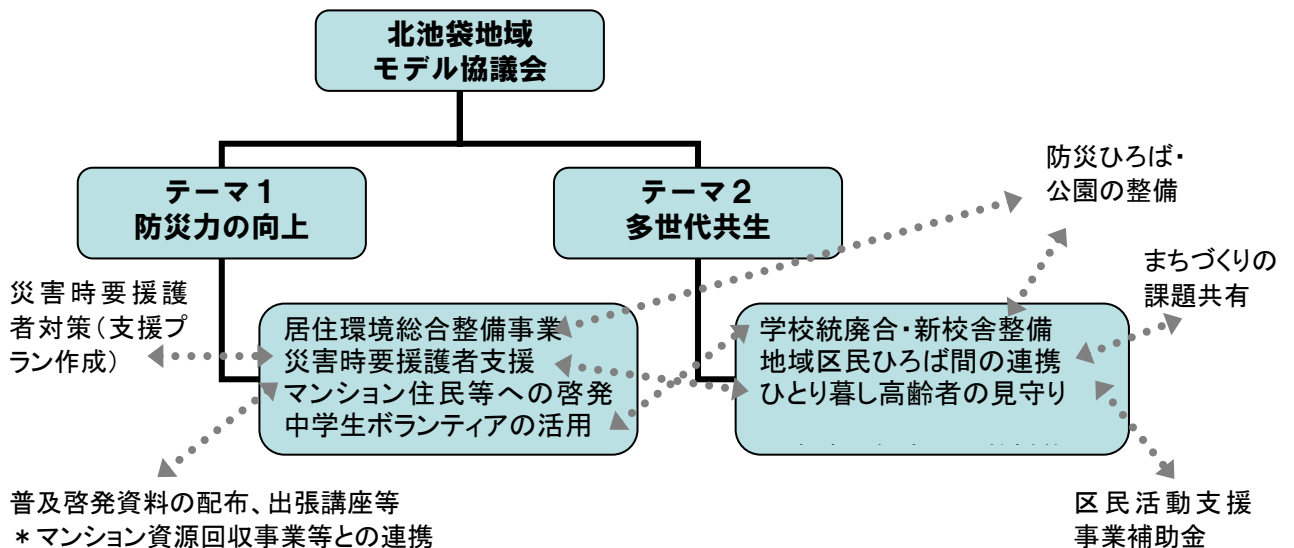 北池袋地域
モデル協議会
テーマ1
防災力の向上
テーマ2
多世代共生
防災ひろば・
公園の整備
まちづくりの
課題共有
災害時要援護
者対策(支援プ
ラン作成)
居住環境総合整備事業
災害時要援護者支援
マンション住民等への啓発
中学生ボランティアの活用
学校統廃合・新校舎整備
地域区民ひろば間の連携
ひとり暮し高齢者の見守り
普及啓発資料の配布、出張講座等
*マンション資源回収事業等との連携
区民活動支援
事業補助金